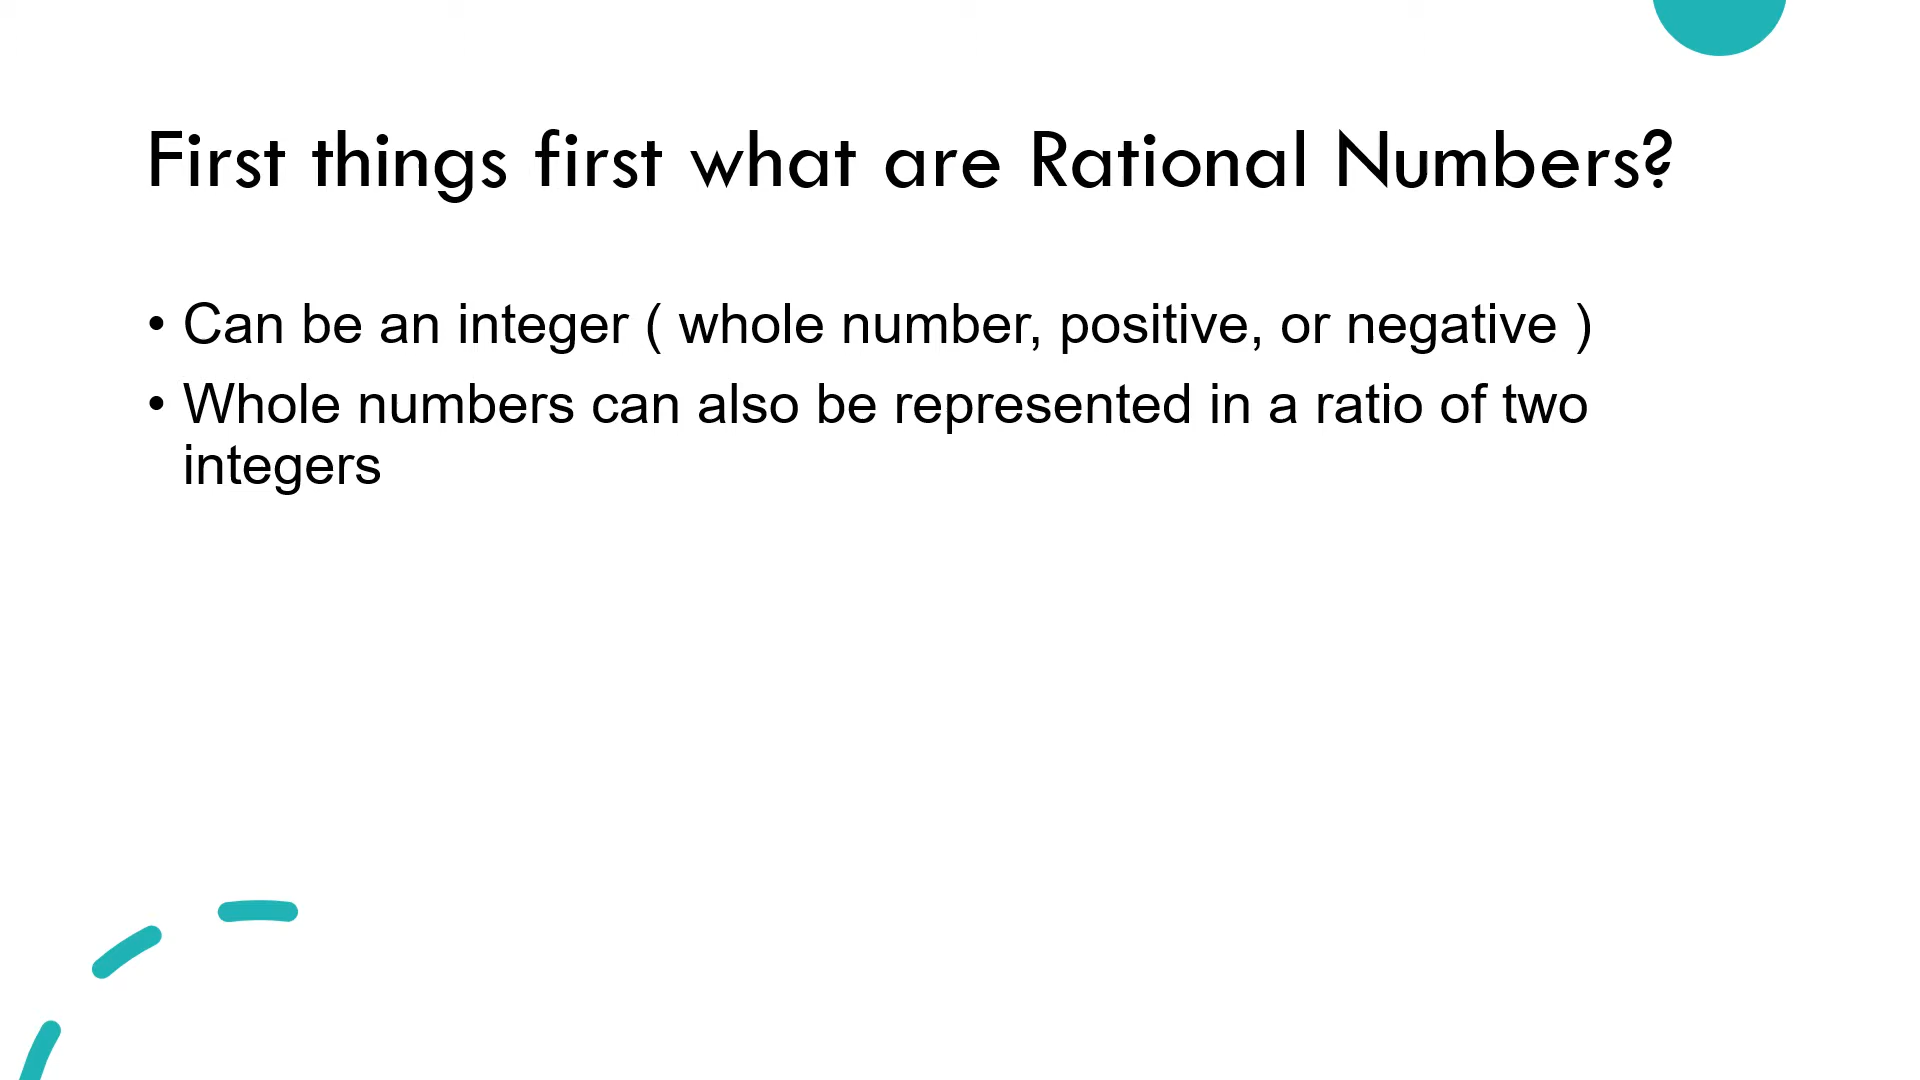 First things first what are Rational Numbers?
• Can be an integer ( whole number, positive, or negative )
• Whole numbers can also be represented in a ratio of two
integers